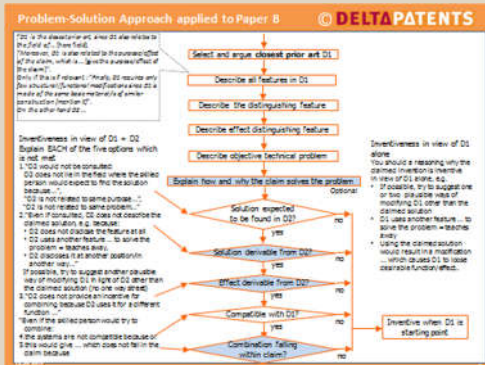 Problem-Solution Approach applied to Paper B
© DELTAPATENTS
"D1 is the closest prior art, since D1 also relates to
the field of ... [here field].
"Moreover, D1 is also related to the purpose/effect
of the claim, which is ... [give the purpose/effect of
the claim]".
Only if this is relevant: "Finally, D1 requires only
few structural/functional modifications since D1 is
made of the same base material/is of similar
construction [mention it]".
On the other hand D2 ...
Select and argue closest prior art D1
Describe all features in D1
Describe the distinguishing feature
Describe effect distinguishing feature
Describe objective technical problem
Explain how and why the claim solves the problem
Optional
Inventiveness in view of D1 + D2
Explain EACH of the five options which
is not met
1."D2 would not be consulted:
D2 does not lie in the field where the skilled
person would expect to find the solution
because...".
"D2 is not related to same purpose...",
"D2 is not related to same problem".
2."Even if consulted, D2 does not describe the
claimed solution, e.g. because:
• D2 does not disclose the feature at all
• D2 uses another feature ... to solve the
problem = teaches away,
• D2 discloses it at another position/in
another way..."
If possible, try to suggest another plausible
way of modifying D1 in light of D2 other than
the claimed solution (no one way street)
3."D2 does not provide an incentive for
combining because D2 uses it for a different
function ..."
"Even if the skilled person would try to
combine:
4.the systems are not compatible because or
5.this would give ... which does not fall in the
claim because
Solution expected
to be found in D2?
yes
no
Solution derivable from D2?
yes
no
Effect derivable from D2?
yes
no
Compatible with D1?
yes
no
Combination falling
within claim?
no
Inventiveness in view of D1
alone
You should a reasoning why the
claimed invention is inventive
in view of D1 alone, e.g.
• If possible, try to suggest one
or two plausible ways of
modifying D1 other than the
claimed solution
• D1 uses another feature ... to
solve the problem = teaches
away
• Using the claimed solution
would result in a modification
... which causes D1 to loose
desirable function/effect.
Inventive when D1 is
starting point